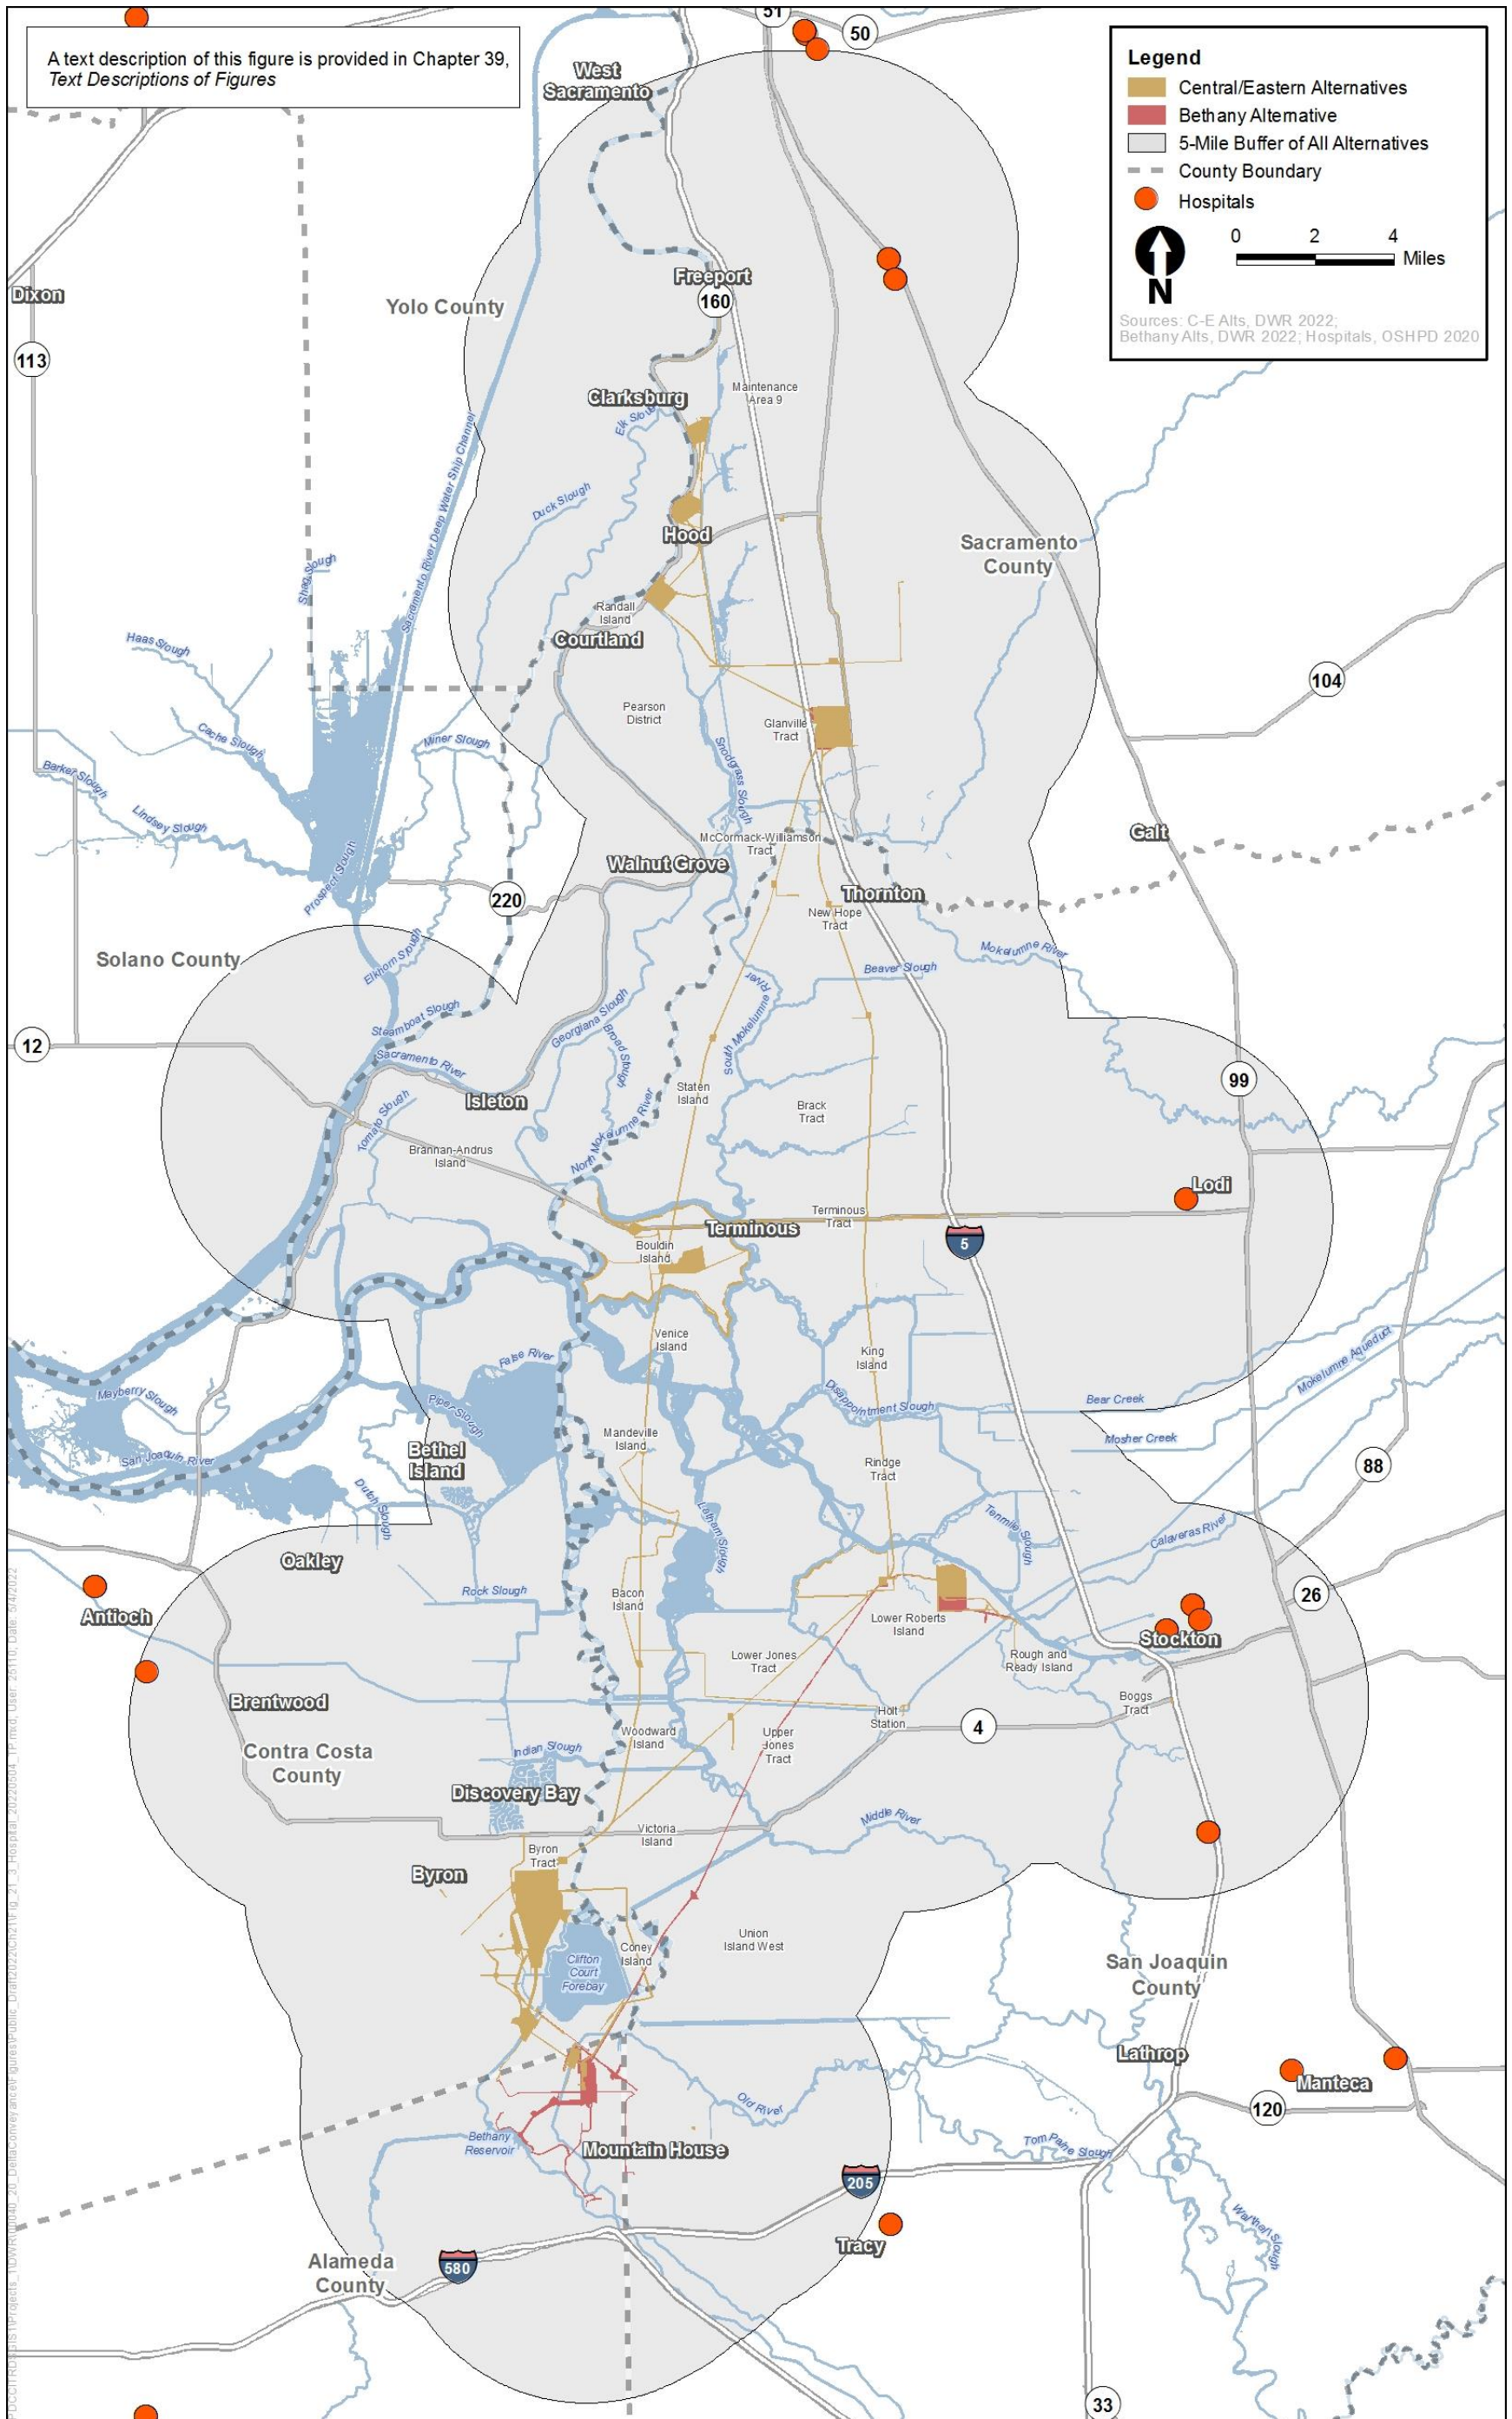 A text description of this figure is provided in Chapter 39,
Text Descriptions of Figures
Legend
Central/Eastern Alternatives
Bethany Alternative
5-Mile Buffer of All Alternatives
County Boundary
Hospitals
0 2 4
Miles
N
Sources: C-E Alts, DWR 2022;
Bethany Alts, DWR 2022; Hospitals, OSHPD 2020
51
50
West
Sacramento
Freeport
160
Dixon
Yolo County
113
Clarksburg
Maintenance
Area 9
Elk Slough
Sacramento River Deep Water Ship Channel
Duck Slough
Hood
Sacramento
County
Shag Slough
Randall
Island
Courtland
Haas Slough
104
Pearson
District
Glanville
Tract
Cache Slough
Miner Slough
Snodgrass Slough
Barker Slough
Lindsey Slough
McCormack-Williamson
Tract
Galt
Walnut Grove
Prospect Slough
220
Thornton
New Hope
Tract
Solano County
Elkhorn Slough
Mokelumne River
Beaver Slough
Steamboat Slough
Georgiana Slough
South Mokelumne River
12
Sacramento River
Broad Slough
99
Isleton
Staten
Island
Brack
Tract
Tomato Slough
North Mokelumne River
Brannan-Andrus
Island
Lodi
Terminous
Terminous
Tract
5
Bouldin
Island
Venice
Island
King
Island
False River
Mokelumne Aqueduct
Mayberry Slough
Piper Slough
Disappointment Slough
Bear Creek
Mandeville
Island
Mosher Creek
Bethel
Island
San Joaquin River
Rindge
Tract
88
Dutch Slough
Latham Slough
Tenmile Slough
Calaveras River
Oakley
Antioch
Rock Slough
Bacon
Island
26
Lower Roberts
Island
Stockton
Lower Jones
Tract
Rough and
Ready Island
Brentwood
Boggs
Tract
Holt
Station
4
Woodward
Island
Upper
Jones
Tract
Contra Costa
County
Indian Slough
Discovery Bay
Middle River
Victoria
Island
Byron
Tract
Byron
Union
Island West
Coney
Island
Clifton
Court
Forebay
San Joaquin
County
Lathrop
Manteca
Old River
120
Bethany
Reservoir
Mountain House
Tom Paine Slough
205
Tracy
Walthall Slough
Alameda
County
580
33